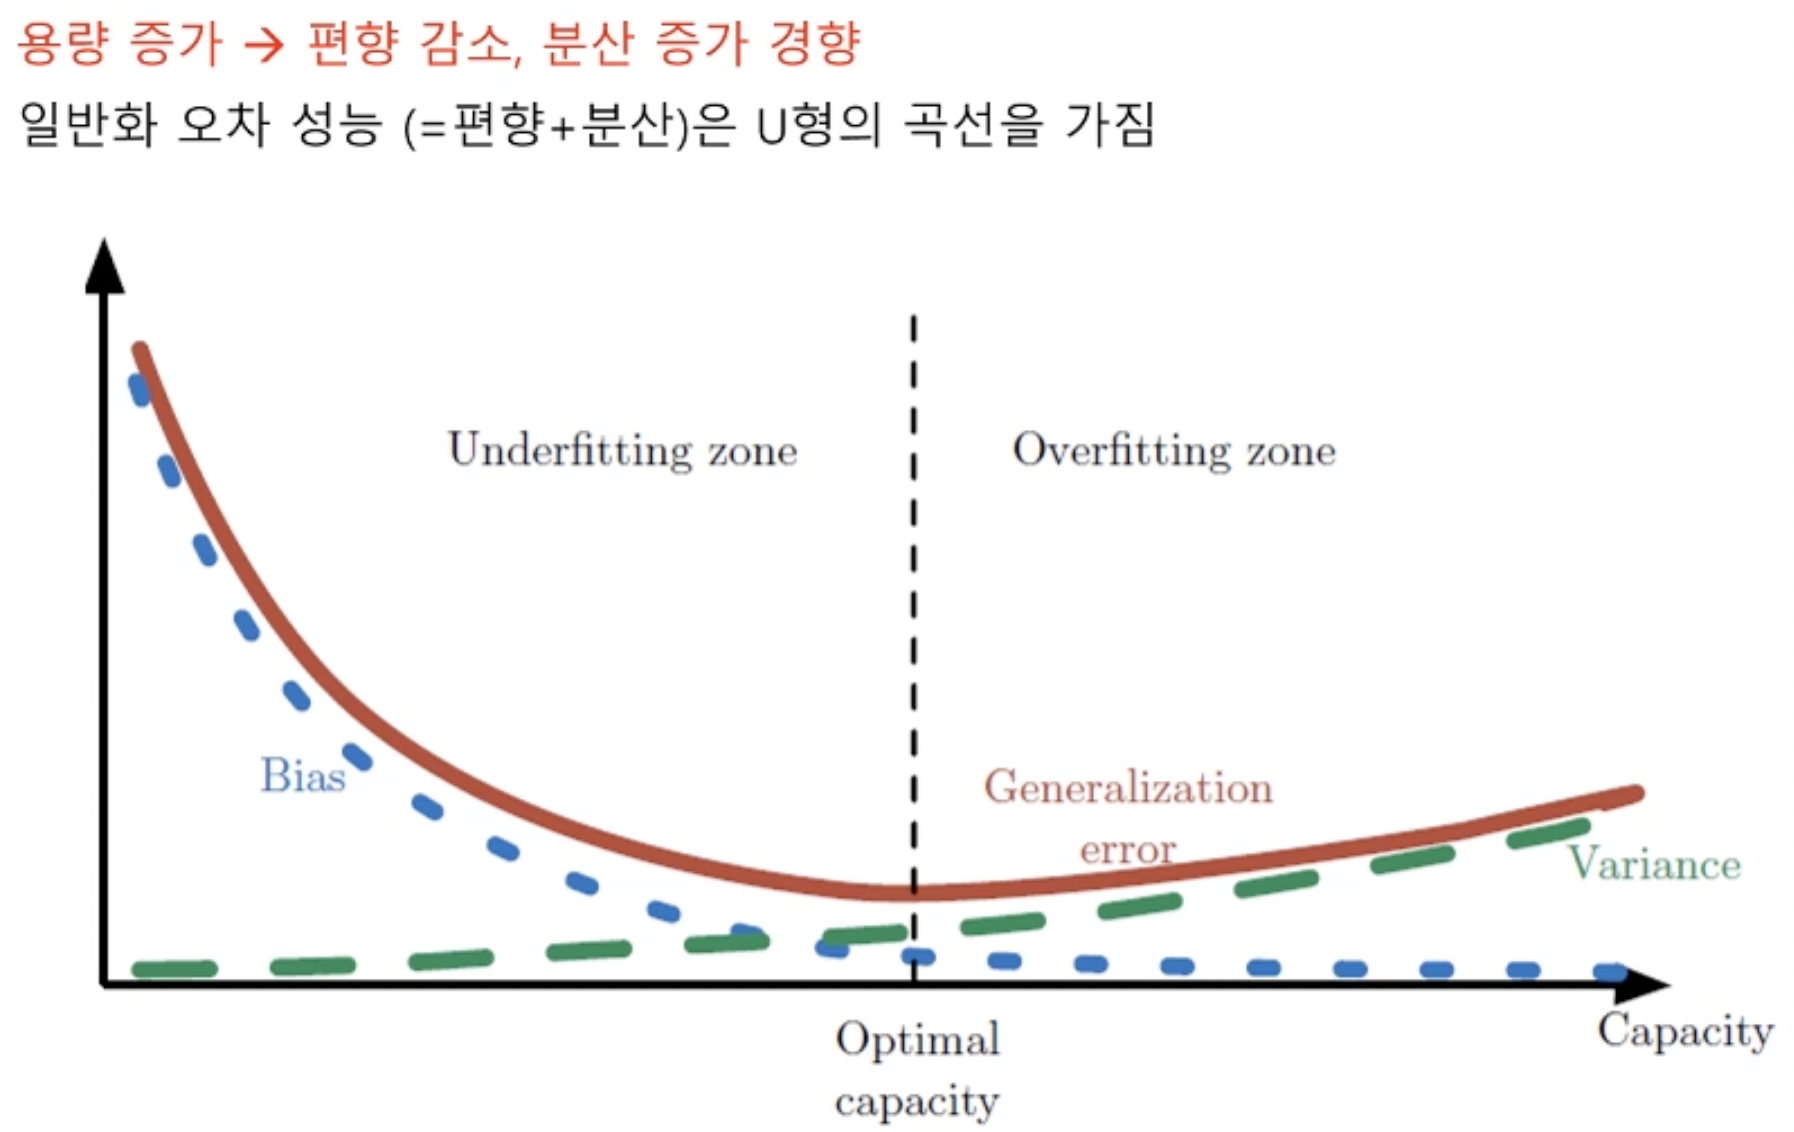 용량 증가 → 편향 감소, 분산 증가 경향
일반화 오차 성능 (=편향+분산)은 U형의 곡선을 가짐
Underfitting zone
Overfitting zone
Bias
Generalization
error
Variance
Optimal
capacity
Capacity